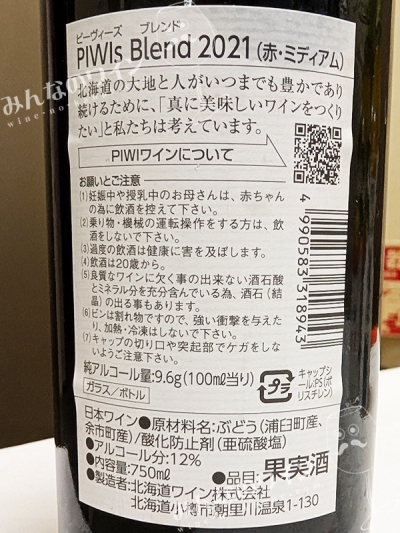 ピーヴィーズ ブレンド
PIWIs Blend 2021 (赤・ミディアム)
北海道の大地と人がいつまでも豊かであり
続けるために、「真に美味しいワインをつくり
たい」と私たちは考えています。
PIWIワインについて
お願いとご注意
(1)妊娠中や授乳中のお母さんは、赤ちゃん
の為に飲酒を控えて下さい。
(2)乗り物・機械の運転操作をする方は、飲
酒をしないで下さい。
(3)過度の飲酒は健康に害を及ぼします。
(4)飲酒は20歳から。
(5)良質なワインに欠く事の出来ない酒石酸
とミネラル分を充分含んでいる為、酒石(結
晶)の出る事もあります。
(6)ビンは割れ物ですので、強い衝撃を与えた
り、加熱・冷凍はしないで下さい。
(7)キャップの切り口や突起部でケガをしな
いようご注意下さい。
純アルコール量:9.6g(100ml当り)
ガラス/ボトル
プラ
キャップシ
ール:PS(ポ
リスチレン)
4 990583 318943
日本ワイン●原材料名:ぶどう(浦臼町産、
余市町産)/酸化防止剤(亜硫酸塩)
●アルコール分:12%
●内容量:750ml ●品目:果実酒
●製造者:北海道ワイン株式会社
北海道小樽市朝里川温泉1-130
みんなのワイン